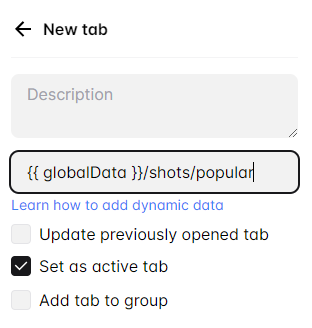 New tab
Description
{{ globalData }}/shots/popular
Learn how to add dynamic data
Update previously opened tab
Set as active tab
Add tab to group